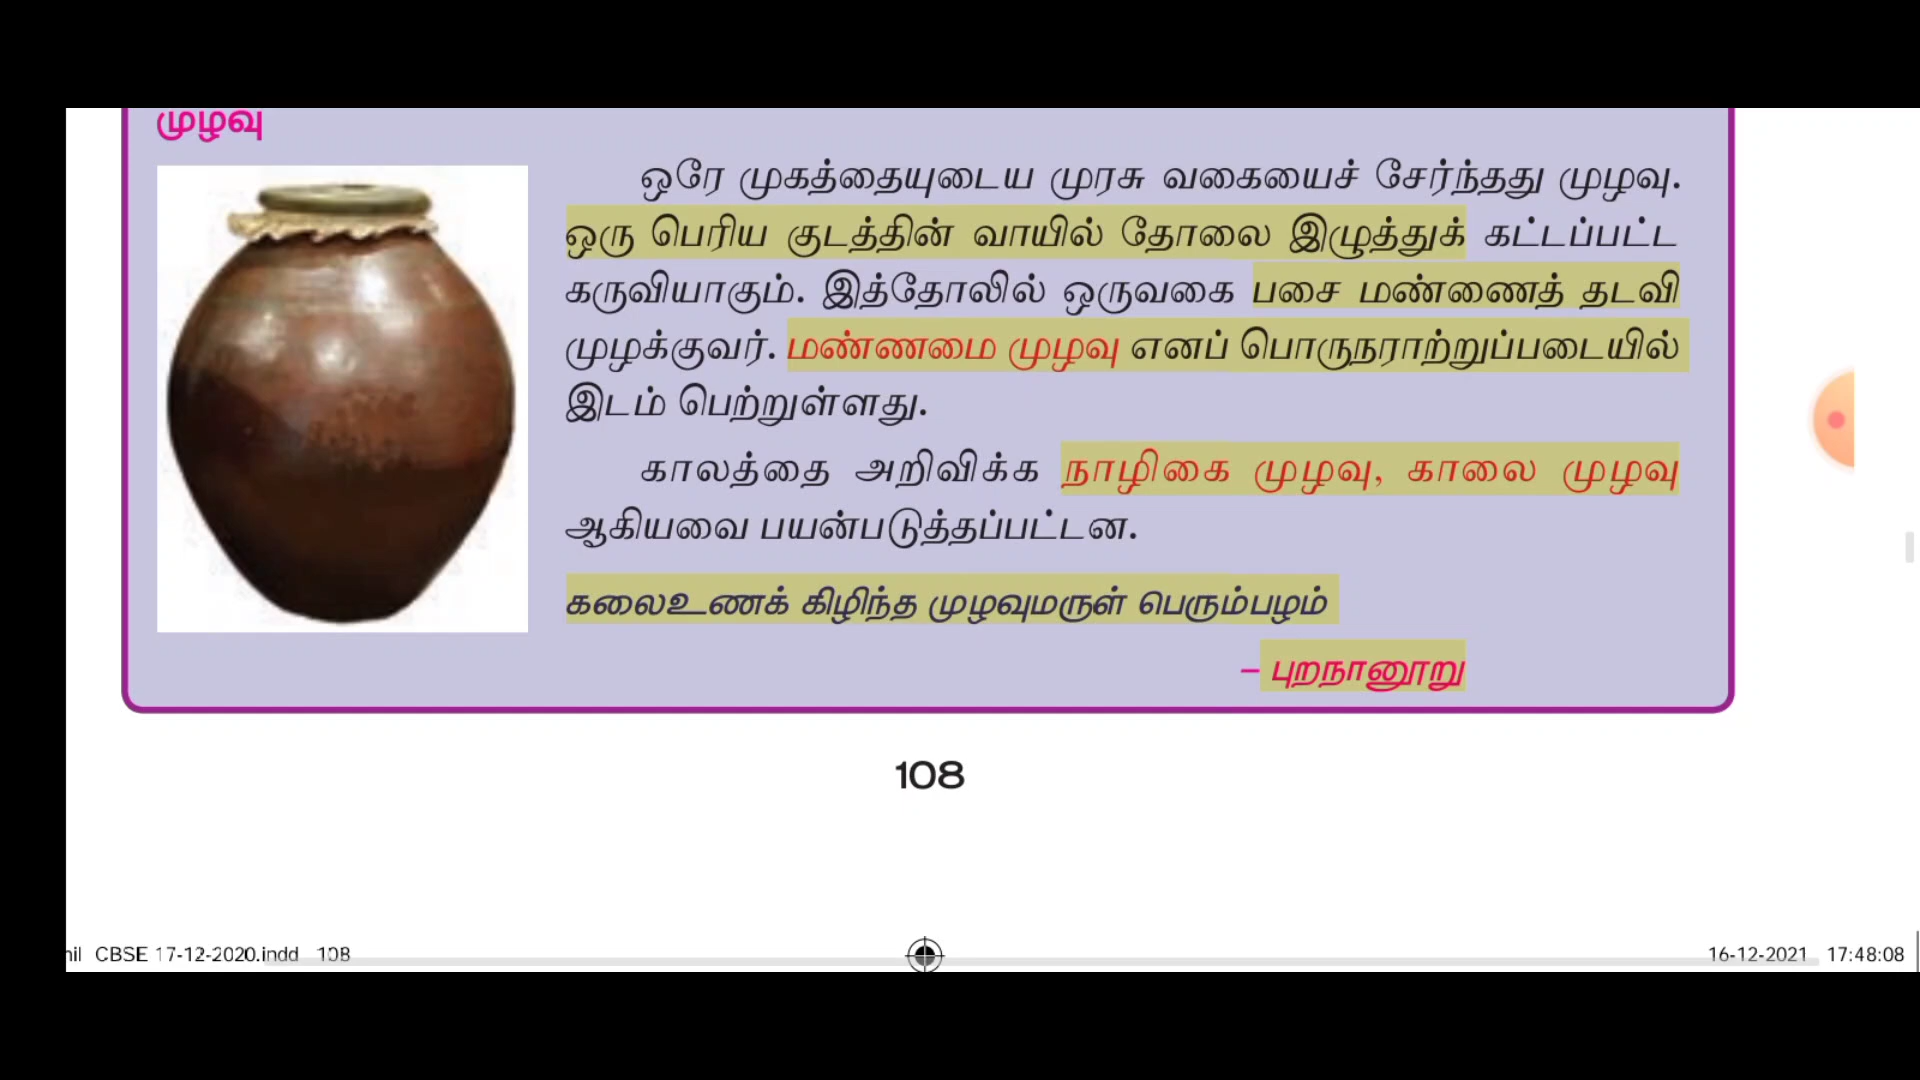 முழவு
ஒரே முகத்தையுடைய முரசு வகையைச் சேர்ந்தது முழவு.
ஒரு பெரிய குடத்தின் வாயில் தோலை இழுத்துக் கட்டப்பட்ட
கருவியாகும். இத்தோலில் ஒருவகை பசை மண்ணைத் தடவி
முழக்குவர். மண்ணமை முழவு எனப் பொருநராற்றுப்படையில்
இடம் பெற்றுள்ளது.
காலத்தை அறிவிக்க நாழிகை முழவு, காலை முழவு
ஆகியவை பயன்படுத்தப்பட்டன.
கலைஉணக் கிழிந்த முழவுமருள் பெரும்பழம்
– புறநானூறு
108
CBSE 17-12-2020.indd 108
16-12-2021 17:48:08